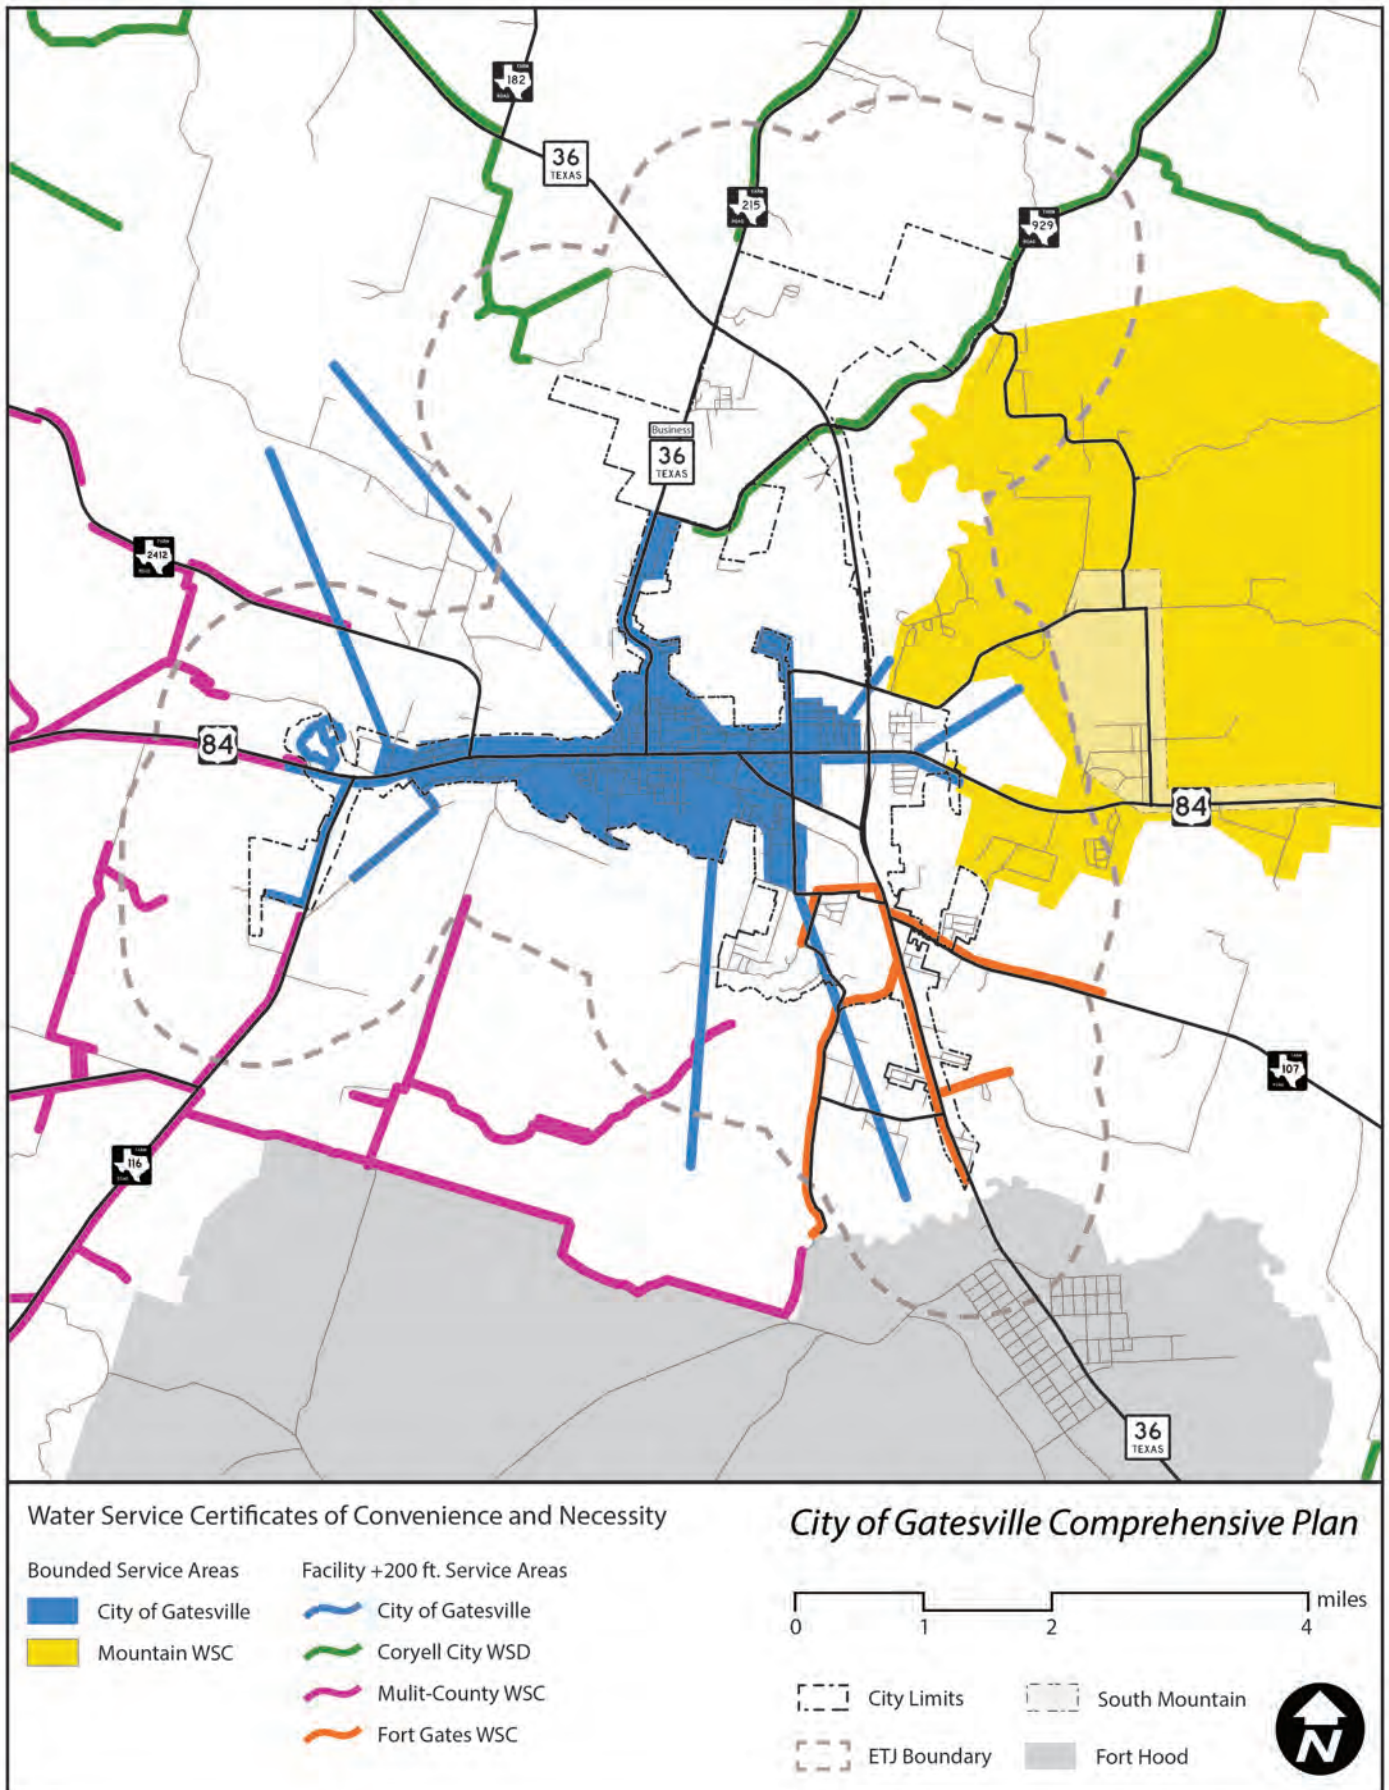 182
36
TEXAS
215
929
Business
36
TEXAS
2412
84
84
107
116
36
TEXAS
Water Service Certificates of Convenience and Necessity
City of Gatesville Comprehensive Plan
Bounded Service Areas
City of Gatesville
Mountain WSC
Facility +200 ft. Service Areas
City of Gatesville
Coryell City WSD
Mulit-County WSC
Fort Gates WSC
miles
0 1 2 4
City Limits
South Mountain
ETJ Boundary
Fort Hood
N